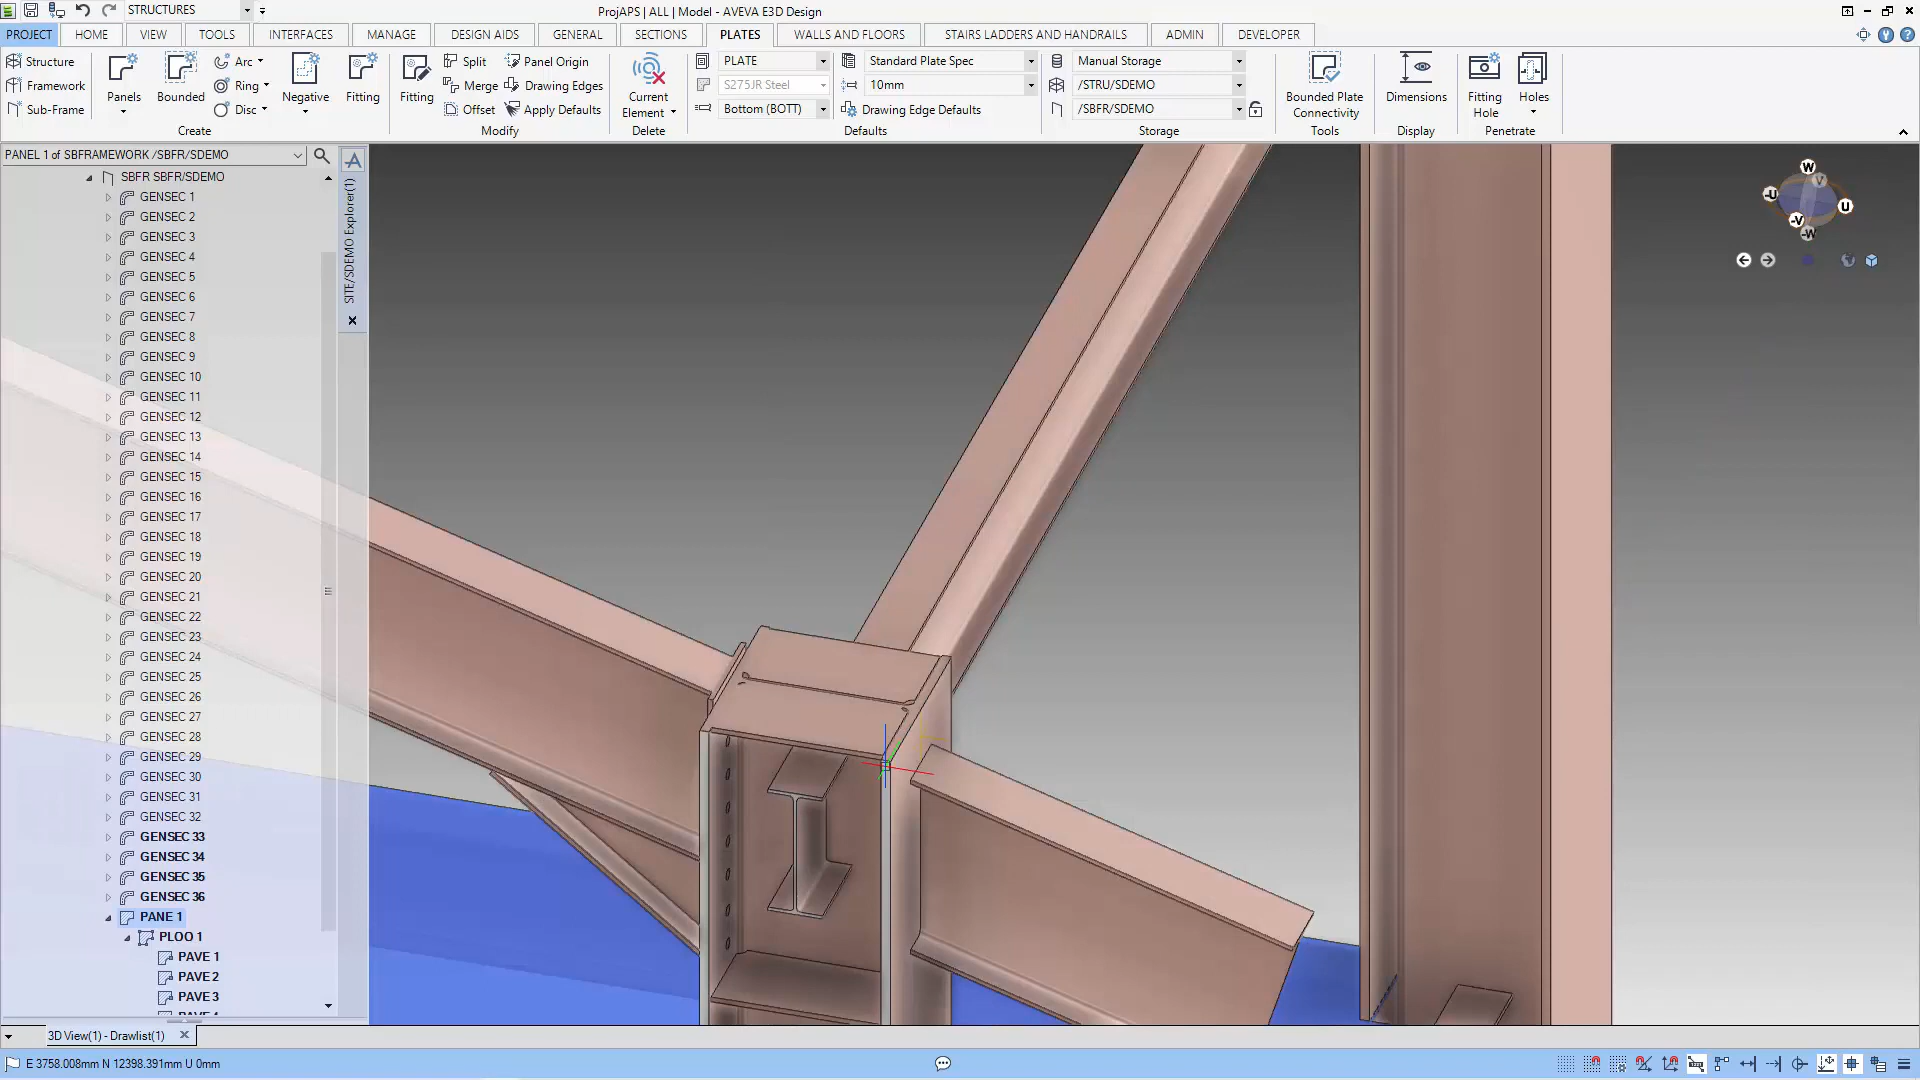 STRUCTURES
ProjAPS | ALL | Model - AVEVA E3D Design
PROJECT HOME VIEW TOOLS INTERFACES MANAGE DESIGN AIDS GENERAL SECTIONS PLATES WALLS AND FLOORS STAIRS LADDERS AND HANDRAILS ADMIN DEVELOPER
Structure
Framework
Sub-Frame
Panels
Bounded
Arc
Ring
Disc
Negative
Fitting
Create
Fitting
Split
Merge
Offset
Panel Origin
Drawing Edges
Apply Defaults
Modify
Current
Element
Delete
PLATE
S275JR Steel
Bottom (BOTT)
Standard Plate Spec
10mm
Drawing Edge Defaults
Defaults
Manual Storage
/STRU/SDEMO
/SBFR/SDEMO
Storage
Bounded Plate
Connectivity
Tools
Dimensions
Display
Fitting
Hole
Holes
Penetrate
PANEL 1 of SBFRAMEWORK /SBFR/SDEMO
SITE/SDEMO Explorer(1)
SBFR SBFR/SDEMO
GENSEC 1
GENSEC 2
GENSEC 3
GENSEC 4
GENSEC 5
GENSEC 6
GENSEC 7
GENSEC 8
GENSEC 9
GENSEC 10
GENSEC 11
GENSEC 12
GENSEC 13
GENSEC 14
GENSEC 15
GENSEC 16
GENSEC 17
GENSEC 18
GENSEC 19
GENSEC 20
GENSEC 21
GENSEC 22
GENSEC 23
GENSEC 24
GENSEC 25
GENSEC 26
GENSEC 27
GENSEC 28
GENSEC 29
GENSEC 30
GENSEC 31
GENSEC 32
GENSEC 33
GENSEC 34
GENSEC 35
GENSEC 36
PANE 1
PLOO 1
PAVE 1
PAVE 2
PAVE 3
W
V
-U
U
-V
-W
3D View(1) - Drawlist(1)
E 3758.008mm N 12398.391mm U 0mm